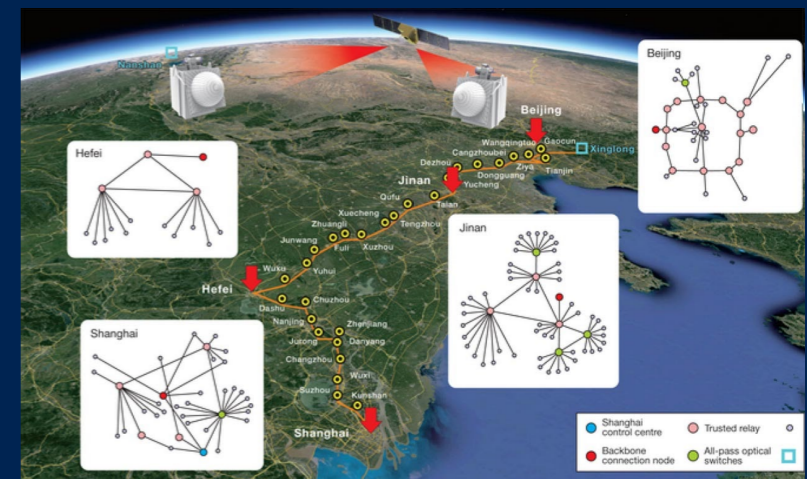 Nanshan
Beijing
Beijing
Wangqingtuo
Gaocun
Cangzhoubei
Xinglong
Dezhou
Ziya
Tianjin
Dongguang
Hefei
Jinan
Yucheng
Qufu
Taian
Xuecheng
Tengzhou
Zhuangli
Jinan
Junwang
Fuli
Xuzhou
Wuxu
Yuhui
Hefei
Dashu
Chuzhou
Nanjing
Zhenjiang
Shanghai
Jurong
Danyang
Changzhou
Wuxi
Suzhou
Kunshan
Shanghai
Shanghai
control centre
Trusted relay
Backbone
connection node
All-pass optical
switches